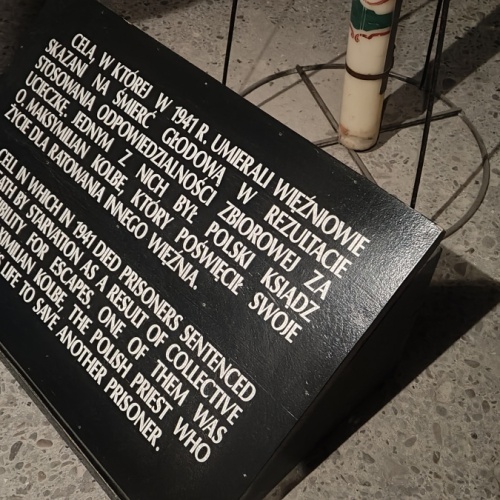 CELA, W KTÓREJ W 1941 R. UMIERALI WIĘŹNIOWIE
SKAZANI NA ŚMIERĆ GŁODOWĄ W REZULTACIE
STOSOWANIA ODPOWIEDZIALNOŚCI ZBIOROWEJ ZA
UCIECZKĘ. JEDNYM Z NICH BYŁ POLSKI KSIĄDZ
O. MAKSYMILIAN KOLBE, KTÓRY POŚWIĘCIŁ SWOJE
ŻYCIE DLA RATOWANIA INNEGO WIĘŹNIA.
CELL IN WHICH IN 1941 DIED PRISONERS SENTENCED
BY STARVATION AS A RESULT OF COLLECTIVE
FOR ESCAPES. ONE OF THEM WAS
KOLBE, THE POLISH PRIEST WHO
LIFE TO SAVE ANOTHER PRISONER.